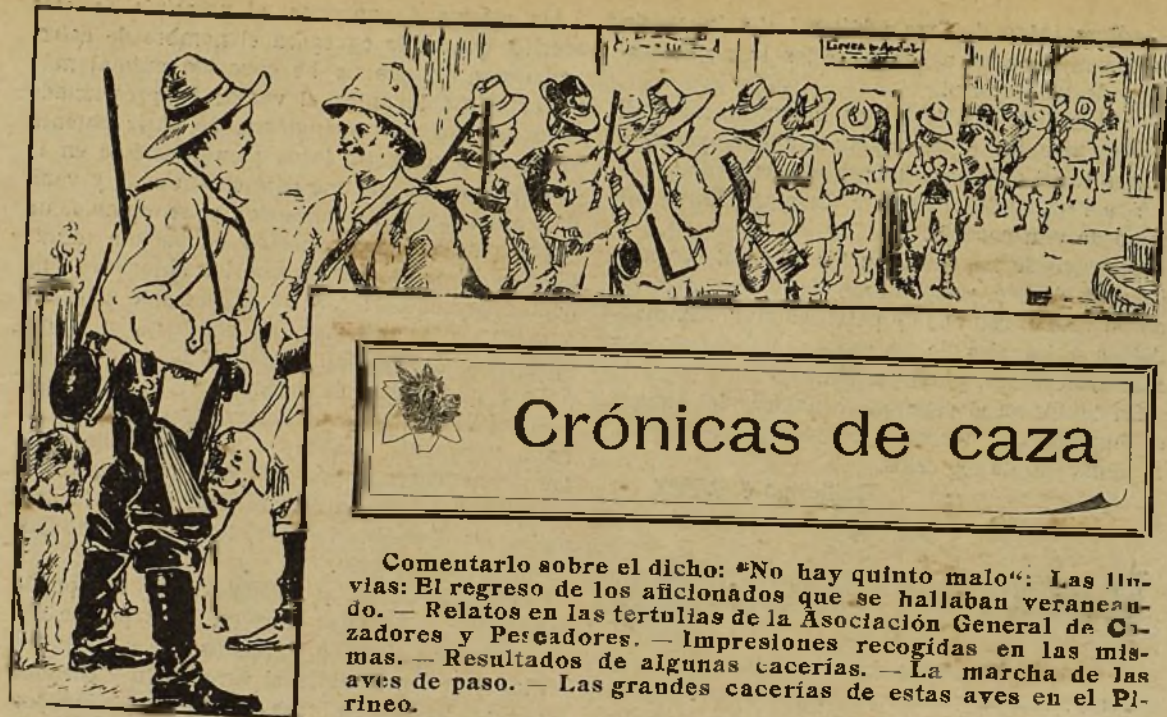 Crónicas de caza
Comentario sobre el dicho: “No hay quinto malo“: Las llu-
vias: El regreso de los aficionados que se hallaban veranean-
do. — Relatos en las tertulias de la Asociación General de Ca-
zadores y Pescadores. — Impresiones recogidas en las mis-
mas. — Resultados de algunas cacerías. — La marcha de las
aves de paso. — Las grandes cacerías de estas aves en el Pi-
rineo.